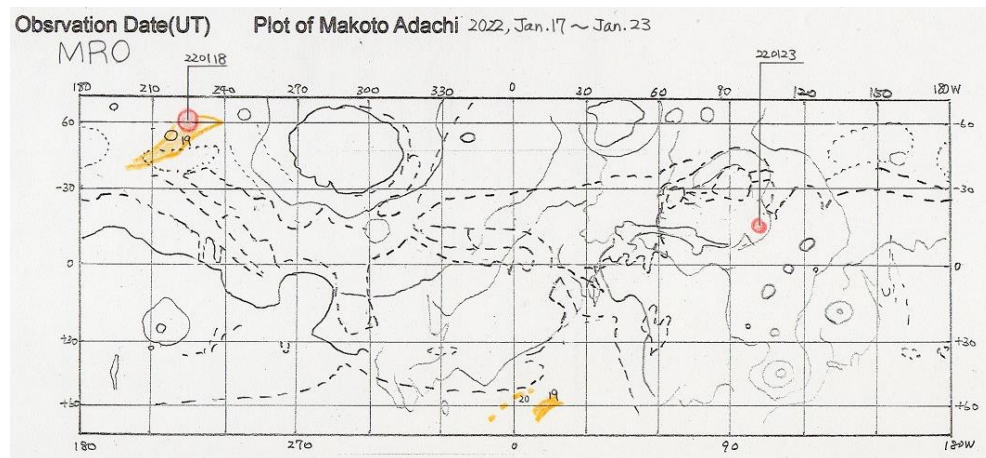 Obsrvation Date(UT) Plot of Makoto Adachi 2022, Jan.17 ~ Jan.23
MRO
220118 220123
180 210 240 270 300 330 0 30 60 90 120 150 180W
60 -60
19
-30 -30
0 0
+30 +30
20 19
+60 +60
180 270 0 90 180W